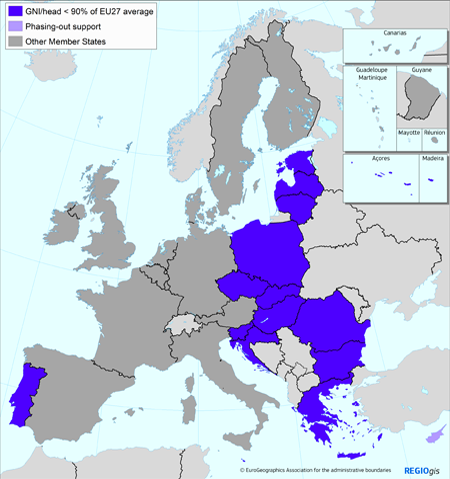 GNI/head < 90% of EU27 average
Phasing-out support
Other Member States
Canarias
Guadeloupe
Martinique
Guyane
Mayotte
Réunion
Açores
Madeira
© EuroGeographics Association for the administrative boundaries
REGIOgis